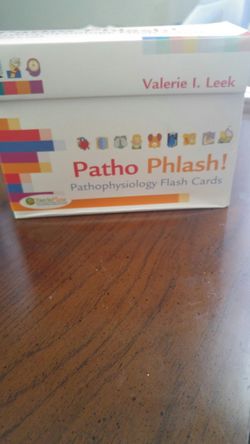 Valerie I. Leek
Patho Phlash!
Pathophysiology Flash Cards